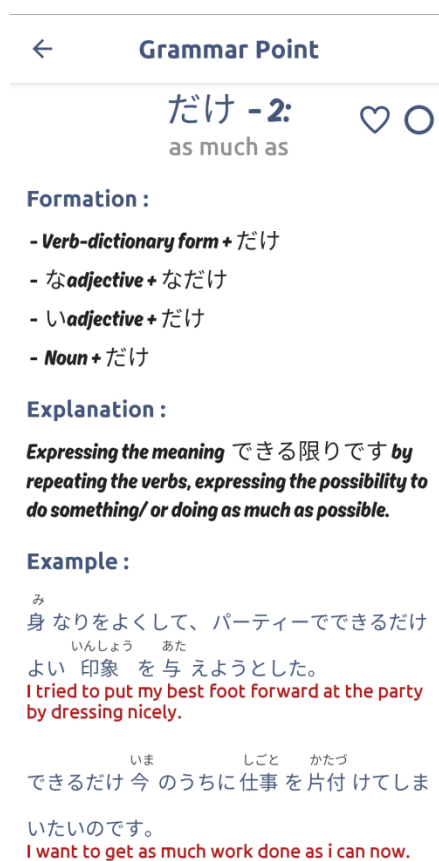 Grammar Point
だけ - 2:
as much as
Formation :
- Verb-dictionary form + だけ
- なadjective + なだけ
- いadjective + だけ
- Noun + だけ
Explanation :
Expressing the meaning できる限りです by
repeating the verbs, expressing the possibility to
do something/ or doing as much as possible.
Example :
み
身 なりをよくして、パーティーでできるだけ
いんしょう あた
よい 印象 を 与 えようとした。
I tried to put my best foot forward at the party
by dressing nicely.
いま しごと かたづ
できるだけ 今 のうちに 仕事 を 片付 けてしま
いたいのです。
I want to get as much work done as i can now.